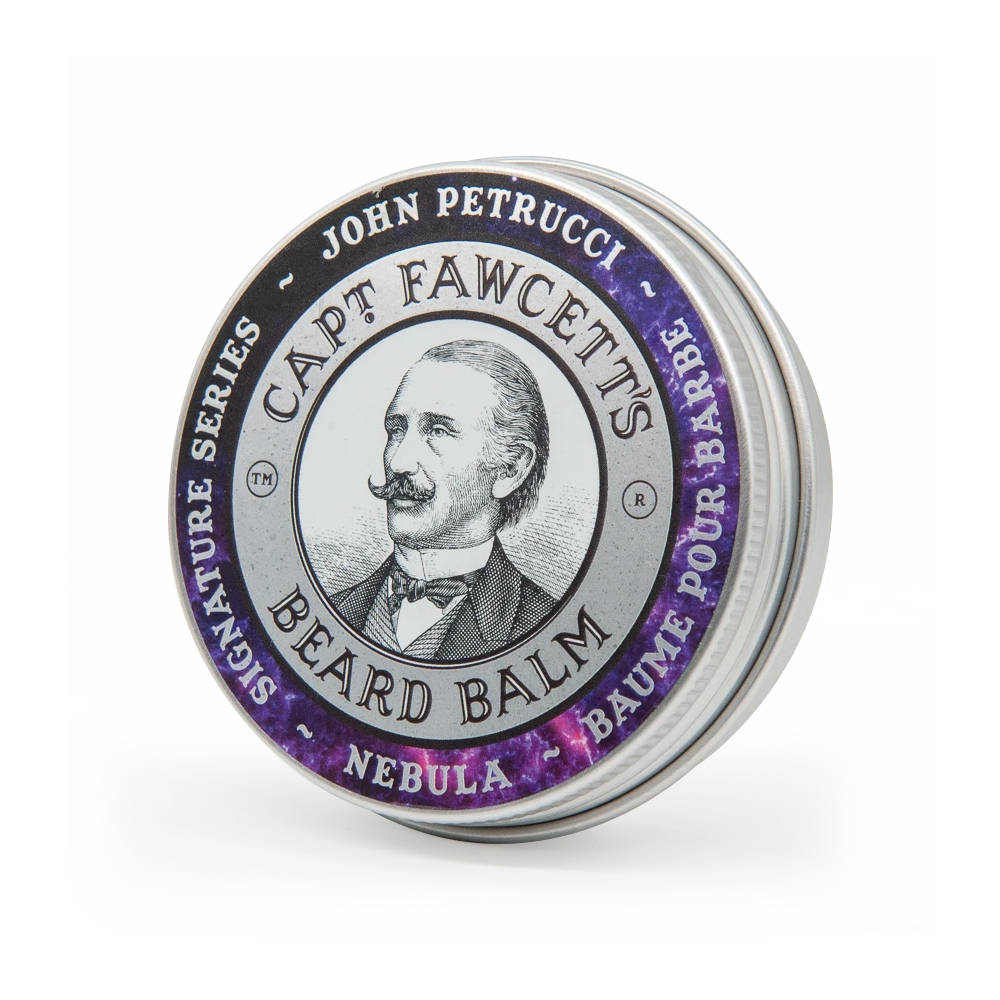 ~ JOHN PETRUCCI ~
BAUME POUR BARBE
~ NEBULA ~
SIGNATURE SERIES
CAPT FAWCETT'S
TM
R
BEARD BALM